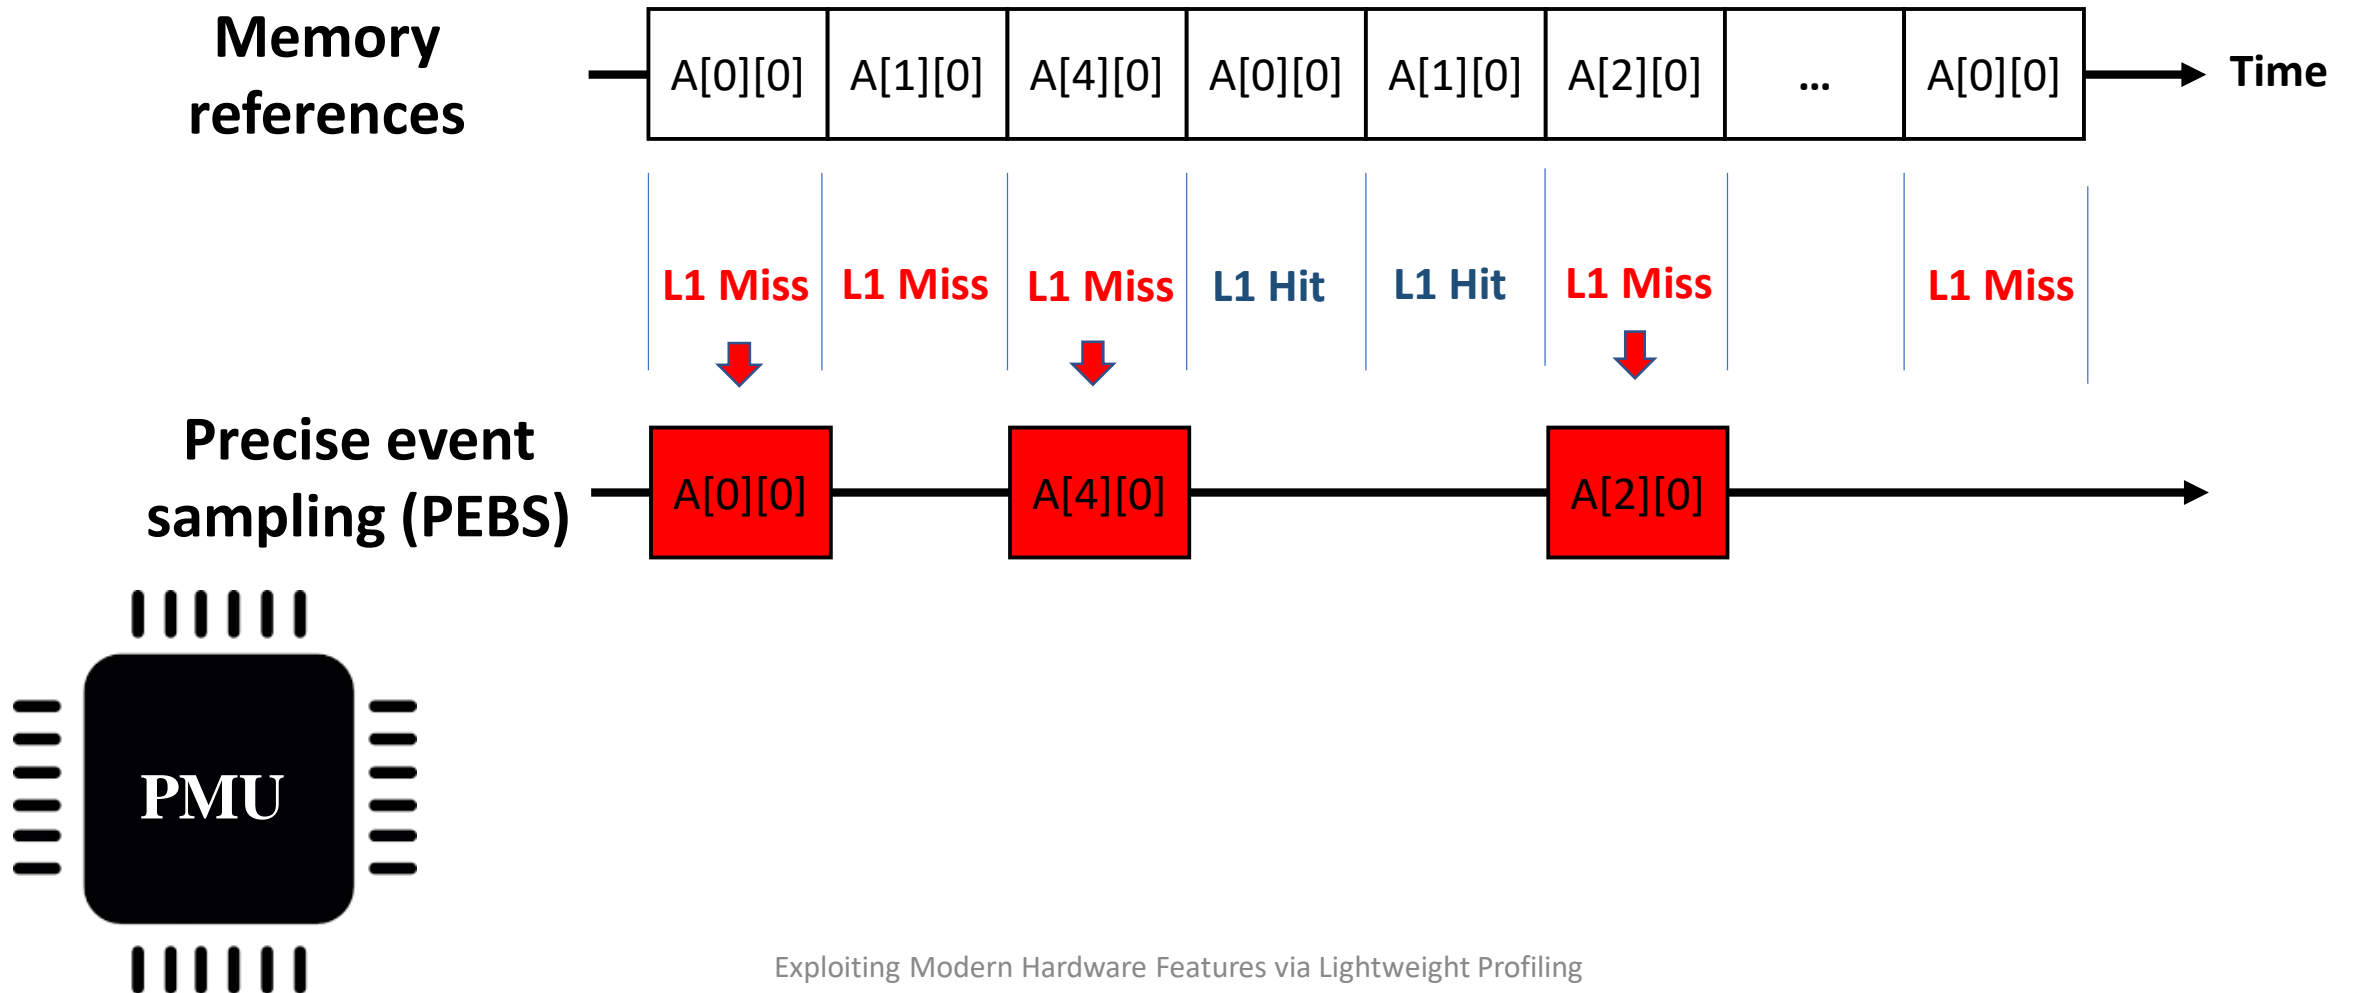 Memory
references
A[0][0] A[1][0] A[4][0] A[0][0] A[1][0] A[2][0] ... A[0][0]
Time
L1 Miss L1 Miss L1 Miss L1 Hit L1 Hit L1 Miss L1 Miss
Precise event
sampling (PEBS)
A[0][0] A[4][0] A[2][0]
PMU
Exploiting Modern Hardware Features via Lightweight Profiling